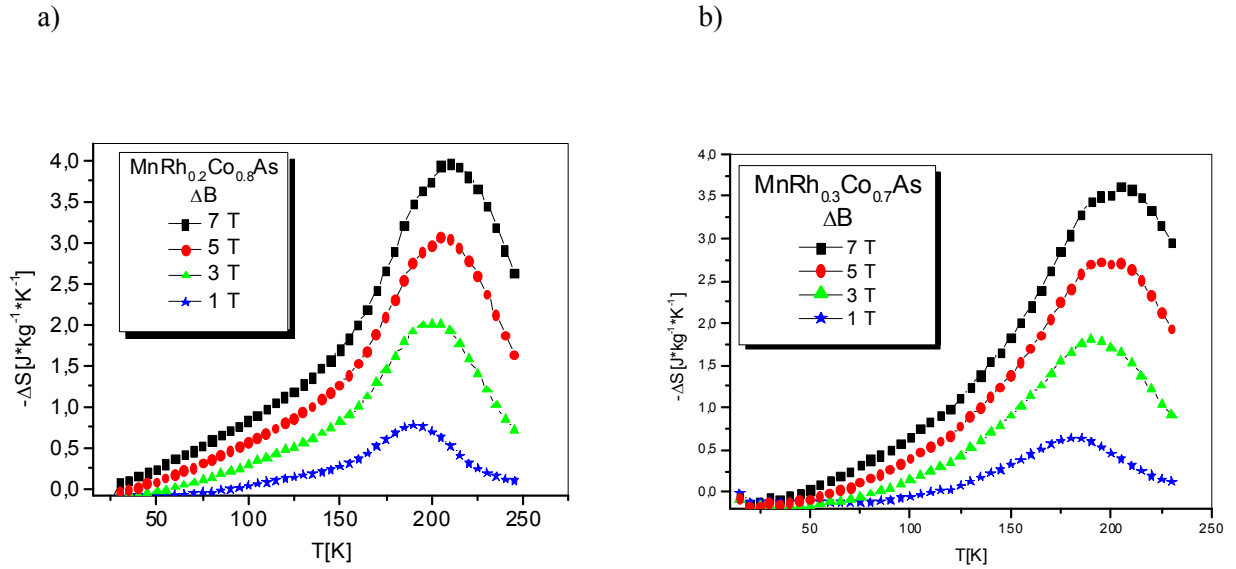 a)
b)
MnRh0.2Co0.8As
ΔB
7 T
5 T
3 T
1 T
4,0
3,5
3,0
2,5
2,0
1,5
1,0
0,5
0,0
-ΔS[J*kg-1*K-1]
50
100
150
200
250
T[K]
MnRh0.3Co0.7As
ΔB
7 T
5 T
3 T
1 T
4,0
3,5
3,0
2,5
2,0
1,5
1,0
0,5
0,0
-ΔS[J*kg-1*K-1]
50
100
150
200
250
T[K]